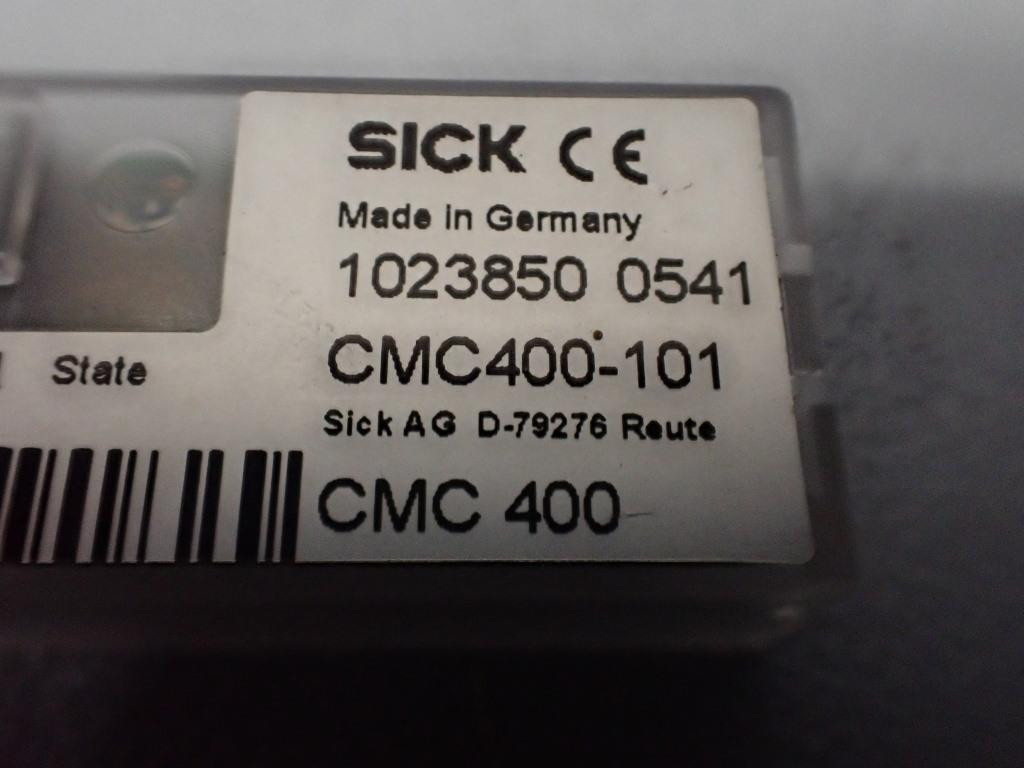 SICK CE
Made in Germany
1023850 0541
CMC400-101
State
Sick AG D-79276 Reute
CMC 400